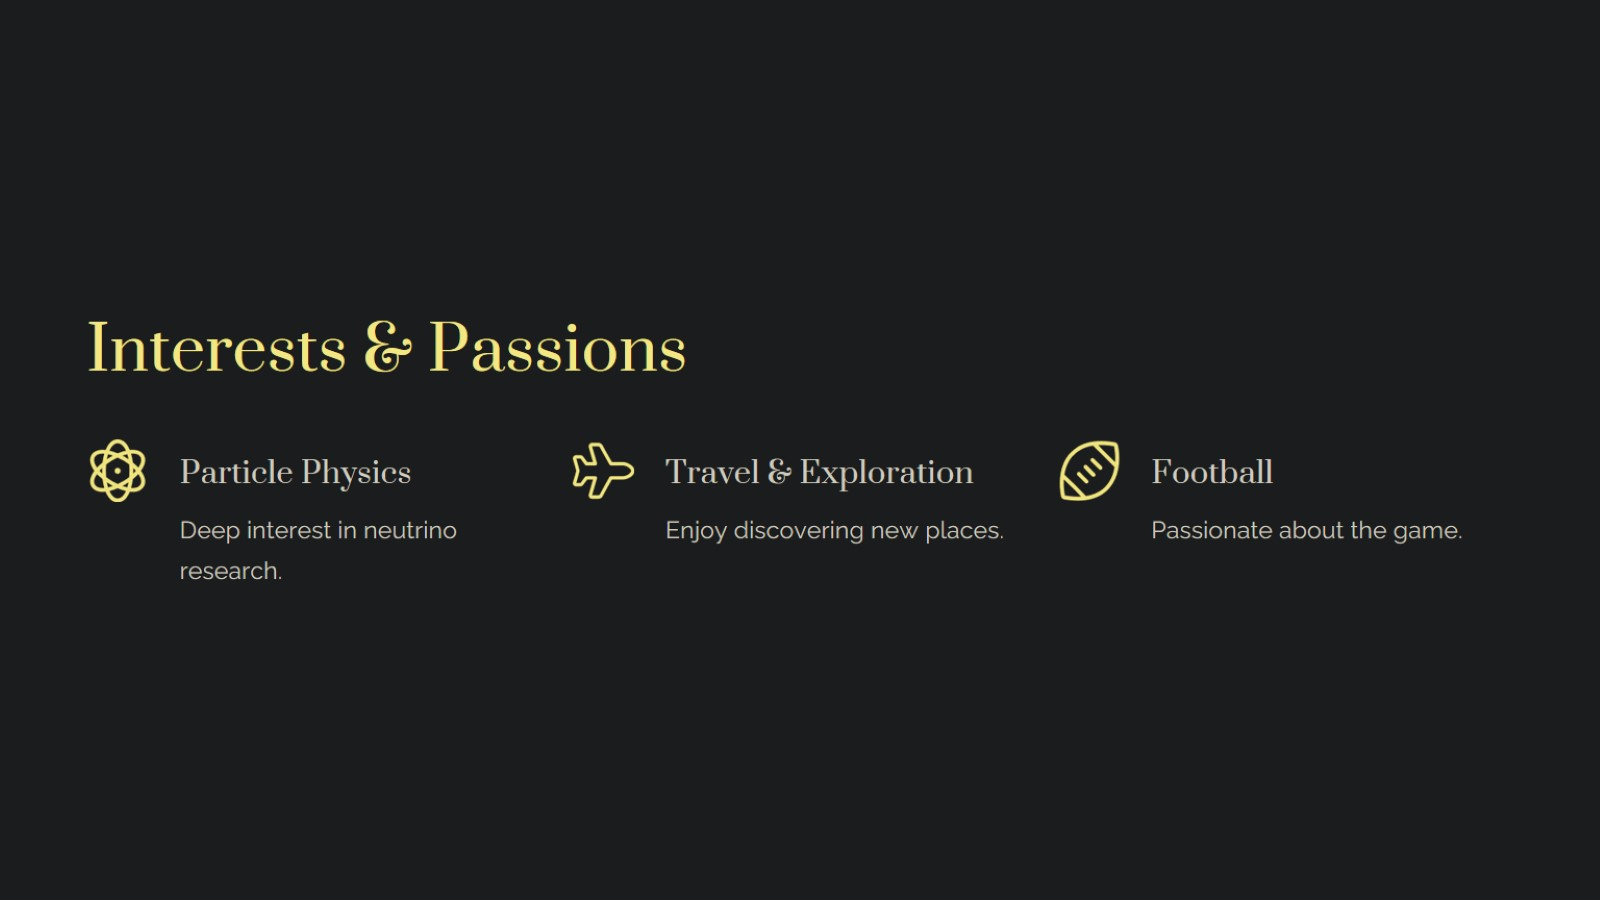 Interests & Passions
Particle Physics
Deep interest in neutrino
research.
Travel & Exploration
Enjoy discovering new places.
Football
Passionate about the game.